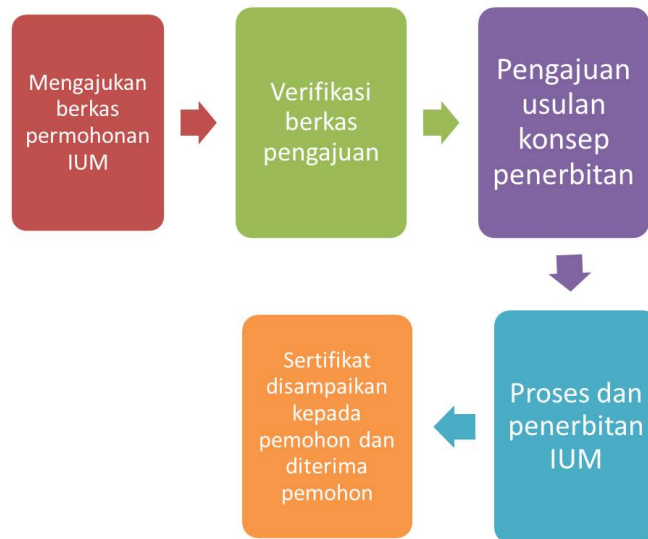 Mengajukan
berkas
permohonan
IUM
Verifikasi
berkas
pengajuan
Pengajuan
usulan
konsep
penerbitan
Proses dan
penerbitan
IUM
Sertifikat
disampaikan
kepada
pemohon dan
diterima
pemohon